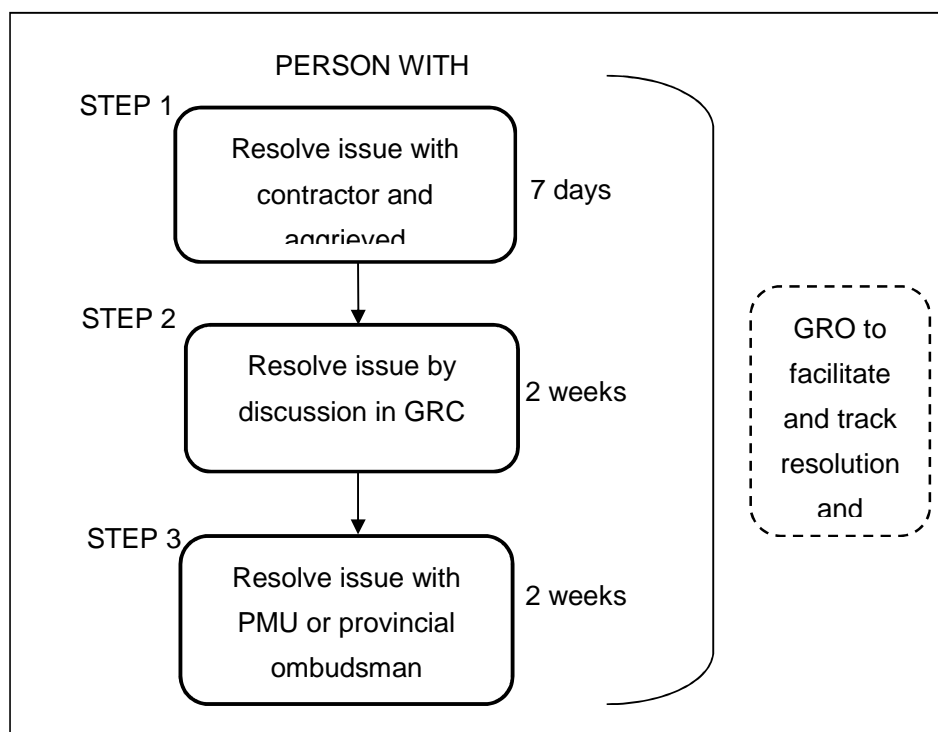 PERSON WITH
STEP 1
Resolve issue with
contractor and
aggrieved
7 days
STEP 2
Resolve issue by
discussion in GRC
2 weeks
STEP 3
Resolve issue with
PMU or provincial
ombudsman
2 weeks
GRO to
facilitate
and track
resolution
and